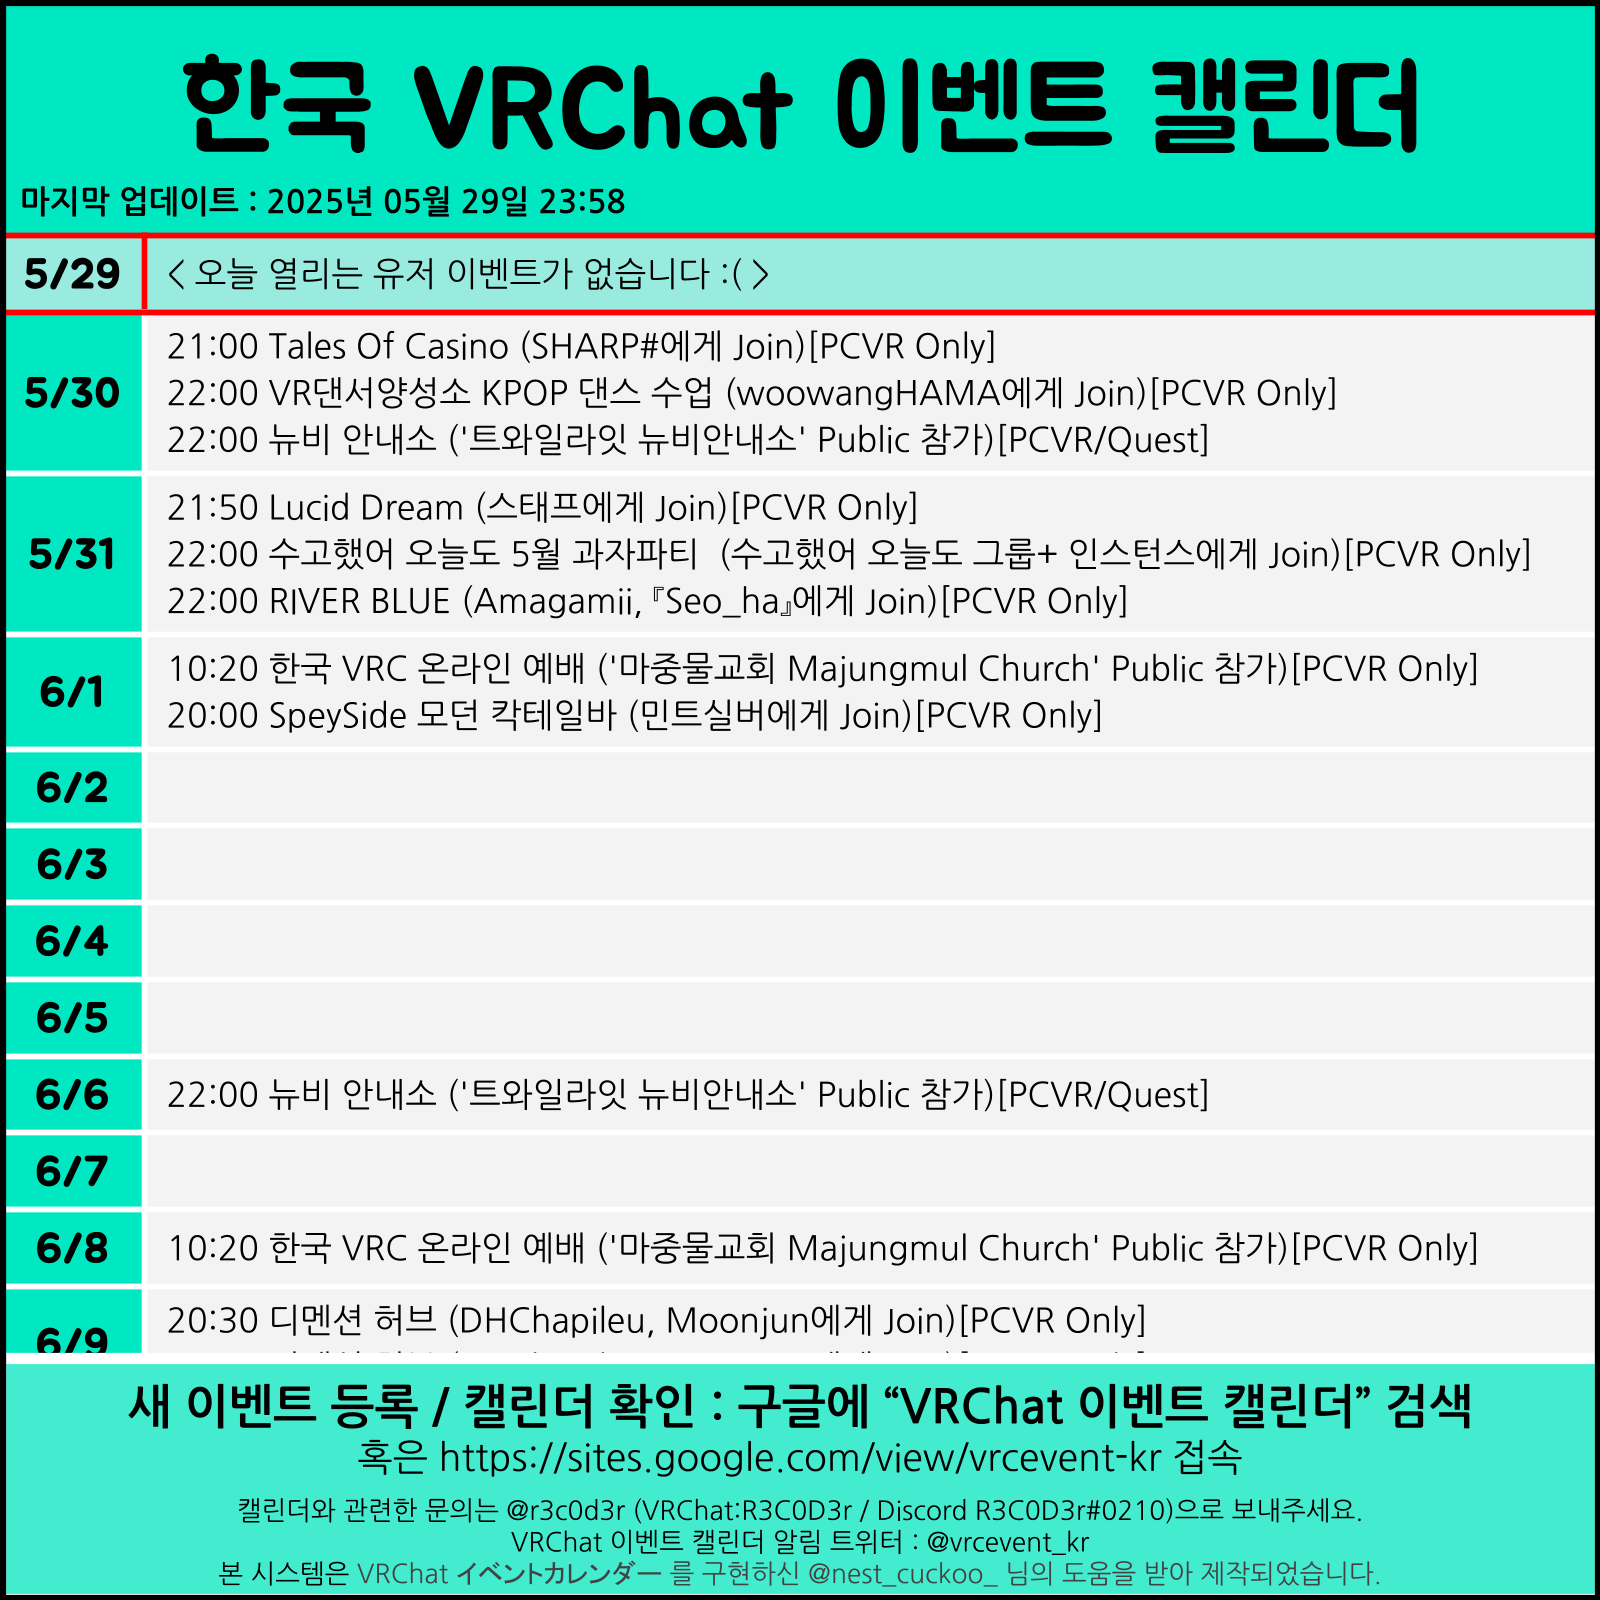 한국 VRChat 이벤트 캘린더
마지막 업데이트 : 2025년 05월 29일 23:58
5/29
< 오늘 열리는 유저 이벤트가 없습니다 :( >
5/30
21:00 Tales Of Casino (SHARP#에게 Join)[PCVR Only]
22:00 VR댄서양성소 KPOP 댄스 수업 (woowangHAMA에게 Join)[PCVR Only]
22:00 뉴비 안내소 ('트와일라잇 뉴비안내소' Public 참가)[PCVR/Quest]
5/31
21:50 Lucid Dream (스태프에게 Join)[PCVR Only]
22:00 수고했어 오늘도 5월 과자파티  (수고했어 오늘도 그룹+ 인스턴스에게 Join)[PCVR Only]
22:00 RIVER BLUE (Amagamii, 『Seo_ha』에게 Join)[PCVR Only]
6/1
10:20 한국 VRC 온라인 예배 ('마중물교회 Majungmul Church' Public 참가)[PCVR Only]
20:00 SpeySide 모던 칵테일바 (민트실버에게 Join)[PCVR Only]
6/2
6/3
6/4
6/5
6/6
22:00 뉴비 안내소 ('트와일라잇 뉴비안내소' Public 참가)[PCVR/Quest]
6/7
6/8
10:20 한국 VRC 온라인 예배 ('마중물교회 Majungmul Church' Public 참가)[PCVR Only]
6/9
20:30 디멘션 허브 (DHChapileu, Moonjun에게 Join)[PCVR Only]
새 이벤트 등록 / 캘린더 확인 : 구글에 “VRChat 이벤트 캘린더” 검색
혹은 https://sites.google.com/view/vrcevent-kr 접속
캘린더와 관련한 문의는 @r3c0d3r (VRChat:R3C0D3r / Discord R3C0D3r#0210)으로 보내주세요.
VRChat 이벤트 캘린더 알림 트위터 : @vrcevent_kr
본 시스템은 VRChat イベントカレンダー 를 구현하신 @nest_cuckoo_ 님의 도움을 받아 제작되었습니다.